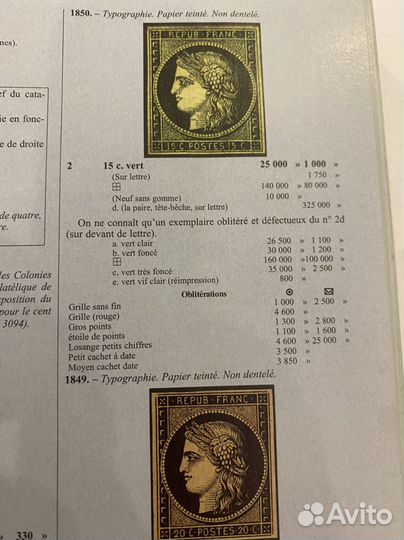 1850. – Typographie. Papier teinté. Non dentelé.
REPUB FRANC
15 C. POSTES 15 C.
2 15 c. vert 25 000 » 1 000 »
(Sur lettre) 1 750 »
140 000 » 80 000 »
(Neuf sans gomme) 10 000 »
d. (la paire, tête-bêche, sur lettre) 325 000 »
On ne connaît qu'un exemplaire oblitéré et défectueux du n° 2d
(sur devant de lettre).
a. vert clair 26 500 » 1 100 »
b. vert foncé 30 000 » 1 200 »
160 000 » 100 000 »
c. vert très foncé 35 000 » 2 500 »
e. vert vif clair (réimpression) 800 »
Oblitérations
Grille sans fin 1 000 » 2 500 »
Grille (rouge) 4 600 »
Gros points 1 300 » 2 800 »
étoile de points 1 100 » 2 600 »
Losange petits chiffres 4 600 » 25 000 »
Petit cachet à date 3 500 »
Moyen cachet date 3 850 »
1849. – Typographie. Papier teinté. Non dentelé.
REPUB FRANC
20 C. POSTES 20 C.
nes).
ef du cata-
ie en fonc-
e de droite
de quatre,
re.
les Colonies
atélique de
xposition du
pour le cent
3094).
» 330 »
Avito